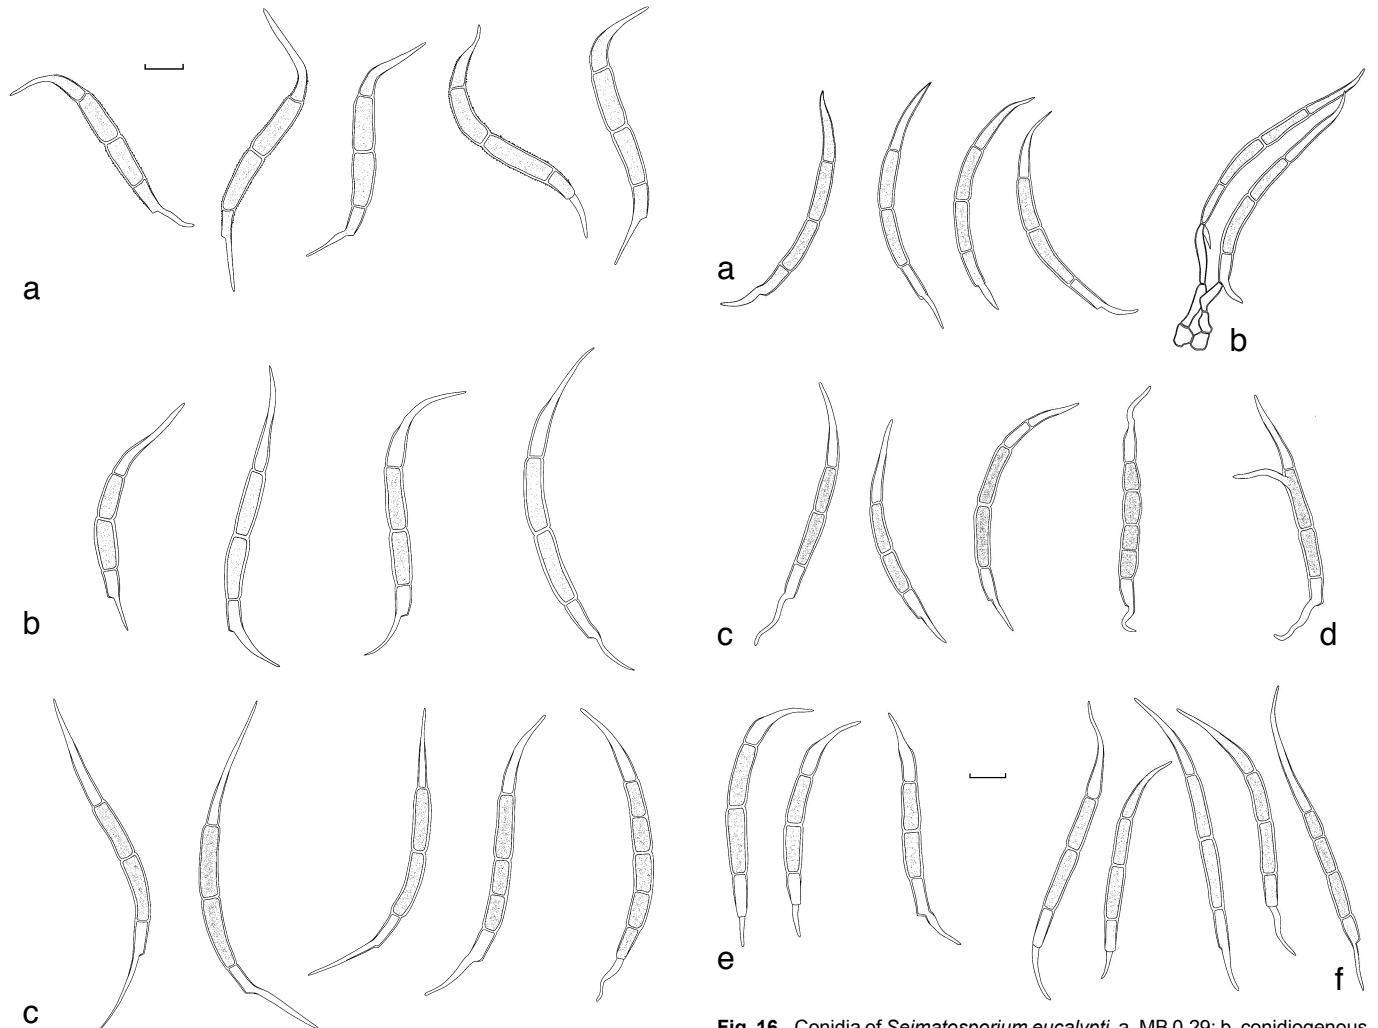 a
b
c
a
b
c
d
e
f
Fig. 16 Conidia of Seimatosporium eucalypti. a. MB 0.29; b. conidiogenous